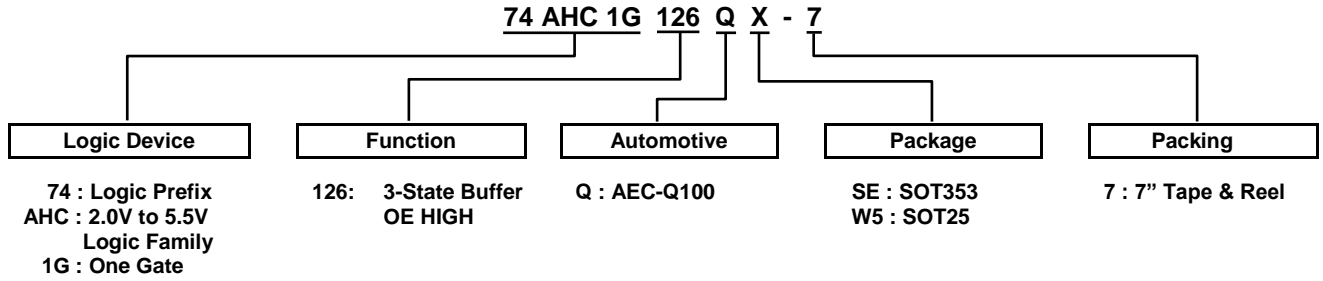 74 AHC 1G 126 Q X - 7
Logic Device
Function
Automotive
Package
Packing
74 : Logic Prefix
AHC : 2.0V to 5.5V
Logic Family
1G : One Gate
126: 3-State Buffer
OE HIGH
Q : AEC-Q100
SE : SOT353
W5 : SOT25
7 : 7” Tape & Reel